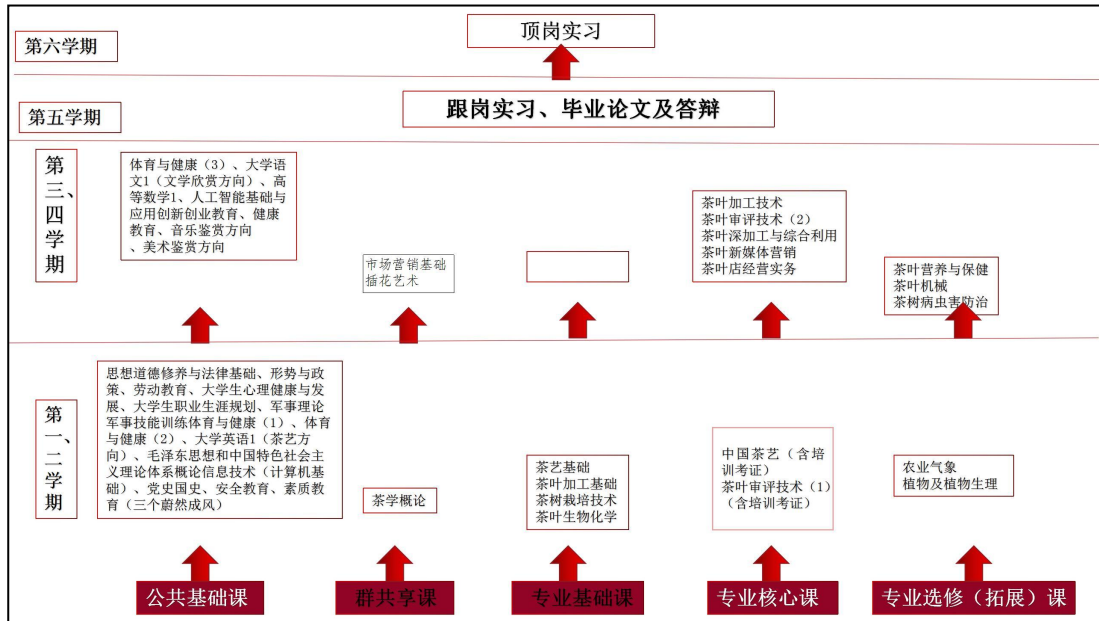 顶岗实习
第六学期
第五学期
跟岗实习、毕业论文及答辩
第三、四学期
体育与健康（3）、大学语
文1（文学欣赏方向）、高
等数学1、人工智能基础与
应用创新创业教育、健康
教育、音乐鉴赏方向
、美术鉴赏方向
市场营销基础
插花艺术
茶叶加工技术
茶叶审评技术（2）
茶叶深加工与综合利用
茶叶新媒体营销
茶叶店经营实务
茶叶营养与保健
茶叶机械
茶树病虫害防治
第一、二学期
思想道德修养与法律基础、形势与政
策、劳动教育、大学生心理健康与发
展、大学生职业生涯规划、军事理论
军事技能训练体育与健康（1）、体育
与健康（2）、大学英语1（茶艺方
向）、毛泽东思想和中国特色社会主
义理论体系概论信息技术（计算机基
础）、党史国史、安全教育、素质教
育（三个蔚然成风）
茶学概论
茶艺基础
茶叶加工基础
茶树栽培技术
茶叶生物化学
中国茶艺（含培
训考证）
茶叶审评技术（1）
（含培训考证）
农业气象
植物及植物生理
公共基础课
群共享课
专业基础课
专业核心课
专业选修（拓展）课